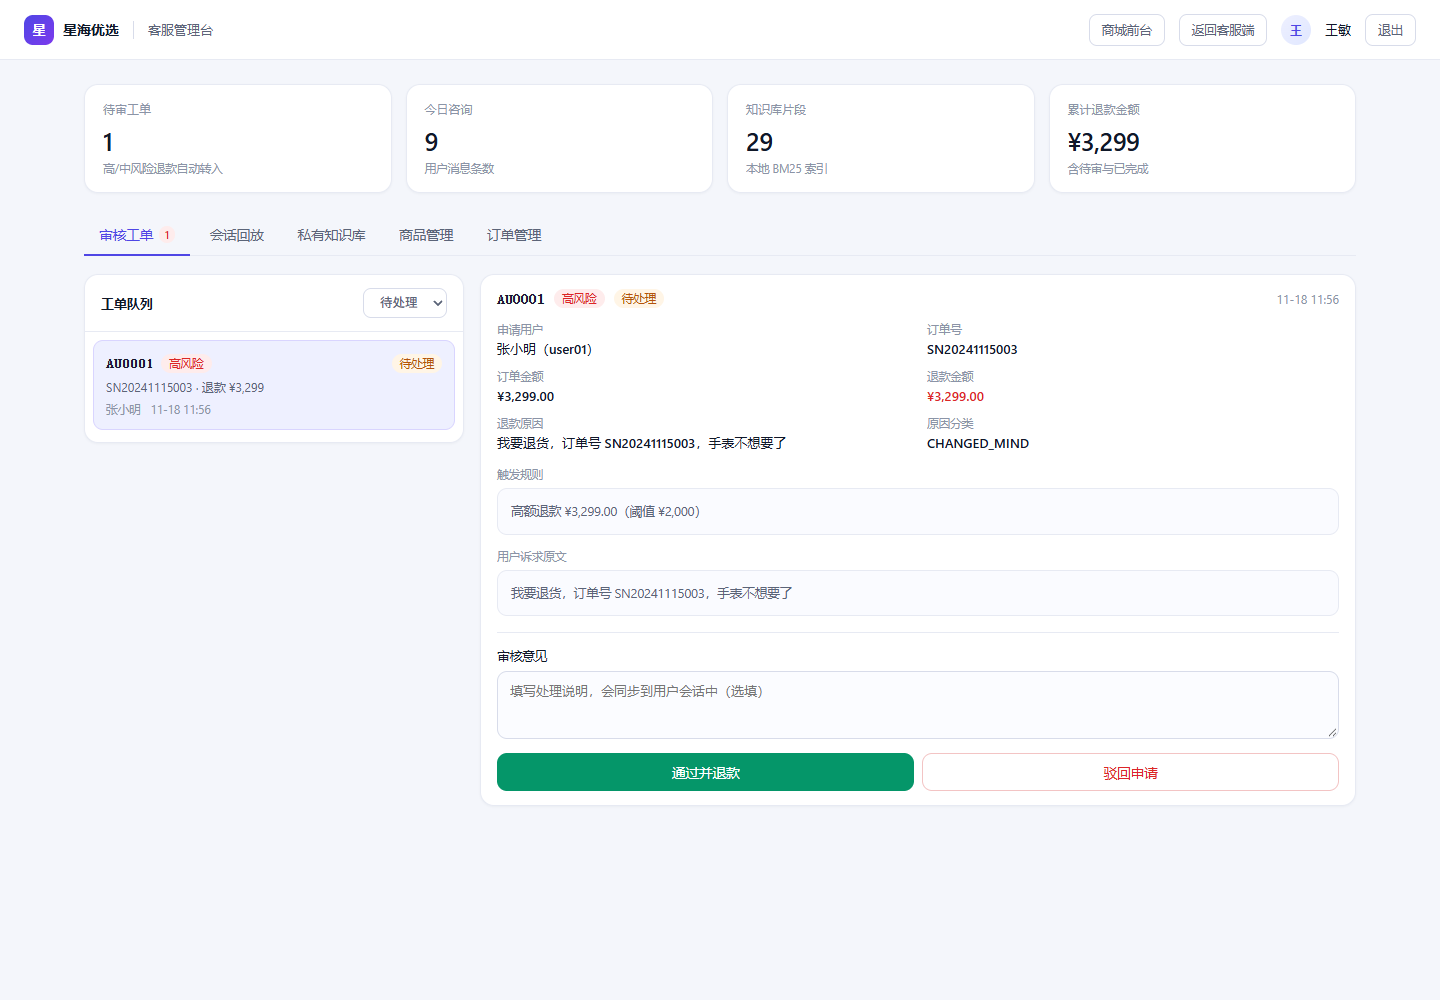 星 星海优选 客服管理台 商城前台 返回客服端 王 王敏 退出
待审工单
1
高/中风险退款自动转入
今日咨询
9
用户消息条数
知识库片段
29
本地 BM25 索引
累计退款金额
¥3,299
含待审与已完成
审核工单 1 会话回放 私有知识库 商品管理 订单管理
工单队列 待处理
AU0001 高风险 待处理
SN20241115003 · 退款 ¥3,299
张小明 11-18 11:56
AU0001 高风险 待处理 11-18 11:56
申请用户
张小明（user01）
订单号
SN20241115003
订单金额
¥3,299.00
退款金额
¥3,299.00
退款原因
我要退货，订单号 SN20241115003，手表不想要了
原因分类
CHANGED_MIND
触发规则
高额退款 ¥3,299.00（阈值 ¥2,000）
用户诉求原文
我要退货，订单号 SN20241115003，手表不想要了
审核意见
填写处理说明，会同步到用户会话中（选填）
通过并退款 驳回申请